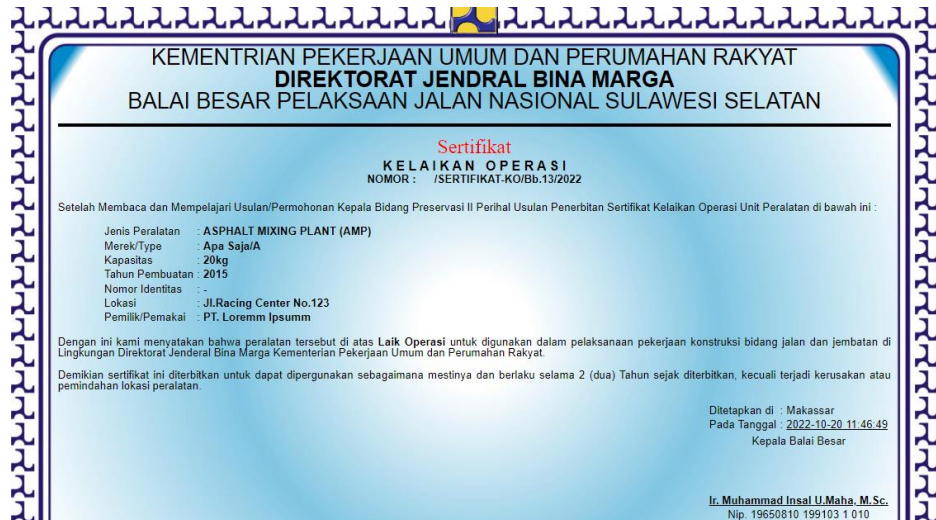 KEMENTRIAN PEKERJAAN UMUM DAN PERUMAHAN RAKYAT
DIREKTORAT JENDRAL BINA MARGA
BALAI BESAR PELAKSAAN JALAN NASIONAL SULAWESI SELATAN
Sertifikat
KELAIKAN OPERASI
NOMOR : /SERTIFIKAT-KO/Bb.13/2022
Setelah Membaca dan Mempelajari Usulan/Permohonan Kepala Bidang Preservasi II Perihal Usulan Penerbitan Sertifikat Kelaikan Operasi Unit Peralatan di bawah ini :
Jenis Peralatan : ASPHALT MIXING PLANT (AMP)
Merek/Type : Apa Saja/A
Kapasitas : 20kg
Tahun Pembuatan : 2015
Nomor Identitas : -
Lokasi : Jl.Racing Center No.123
Pemilik/Pemakai : PT. Loremm Ipsumm
Dengan ini kami menyatakan bahwa peralatan tersebut di atas Laik Operasi untuk digunakan dalam pelaksanaan pekerjaan konstruksi bidang jalan dan jembatan di
Lingkungan Direktorat Jenderal Bina Marga Kementerian Pekerjaan Umum dan Perumahan Rakyat.
Demikian sertifikat ini diterbitkan untuk dapat dipergunakan sebagaimana mestinya dan berlaku selama 2 (dua) Tahun sejak diterbitkan, kecuali terjadi kerusakan atau
pemindahan lokasi peralatan.
Ditetapkan di : Makassar
Pada Tanggal : 2022-10-20 11:46:49
Kepala Balai Besar
Ir. Muhammad Insal U.Maha, M.Sc.
Nip. 19650810 199103 1 010